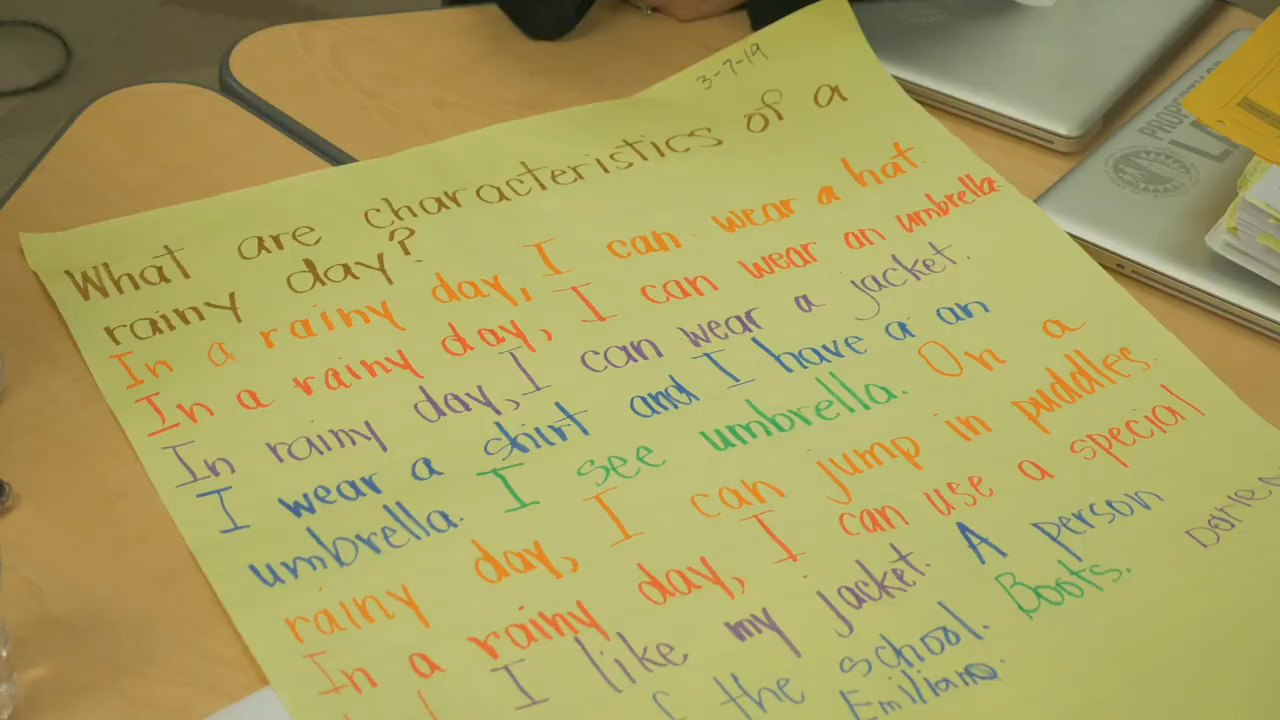 3-7-19
What are characteristics of a
rainy day?
In a rainy day, I can wear a hat.
In a rainy day, I can wear an umbrella.
In rainy day, I can wear a jacket.
I wear a shirt and I have a an
umbrella. I see umbrella. On a
rainy day, I can jump in puddles.
In a rainy day, I can use a special
I like my jacket. A person
the school. Boots.
Emiliano.
Darien
PROPERTY OF
LA